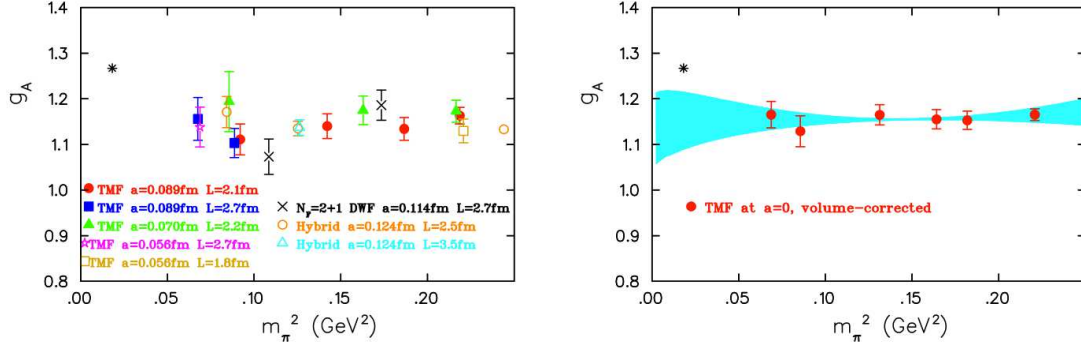 1.4
1.3
1.2
1.1
1.0
0.9
0.8
g_A
TMF a=0.089fm L=2.1fm
TMF a=0.089fm L=2.7fm
TMF a=0.070fm L=2.2fm
TMF a=0.056fm L=2.7fm
TMF a=0.056fm L=1.8fm
N_F=2+1 DWF a=0.114fm L=2.7fm
Hybrid a=0.124fm L=2.5fm
Hybrid a=0.124fm L=3.5fm
.00 .05 .10 .15 .20
m_π^2 (GeV^2)
1.4
1.3
1.2
1.1
1.0
0.9
0.8
g_A
TMF at a=0, volume-corrected
.00 .05 .10 .15 .20
m_π^2 (GeV^2)